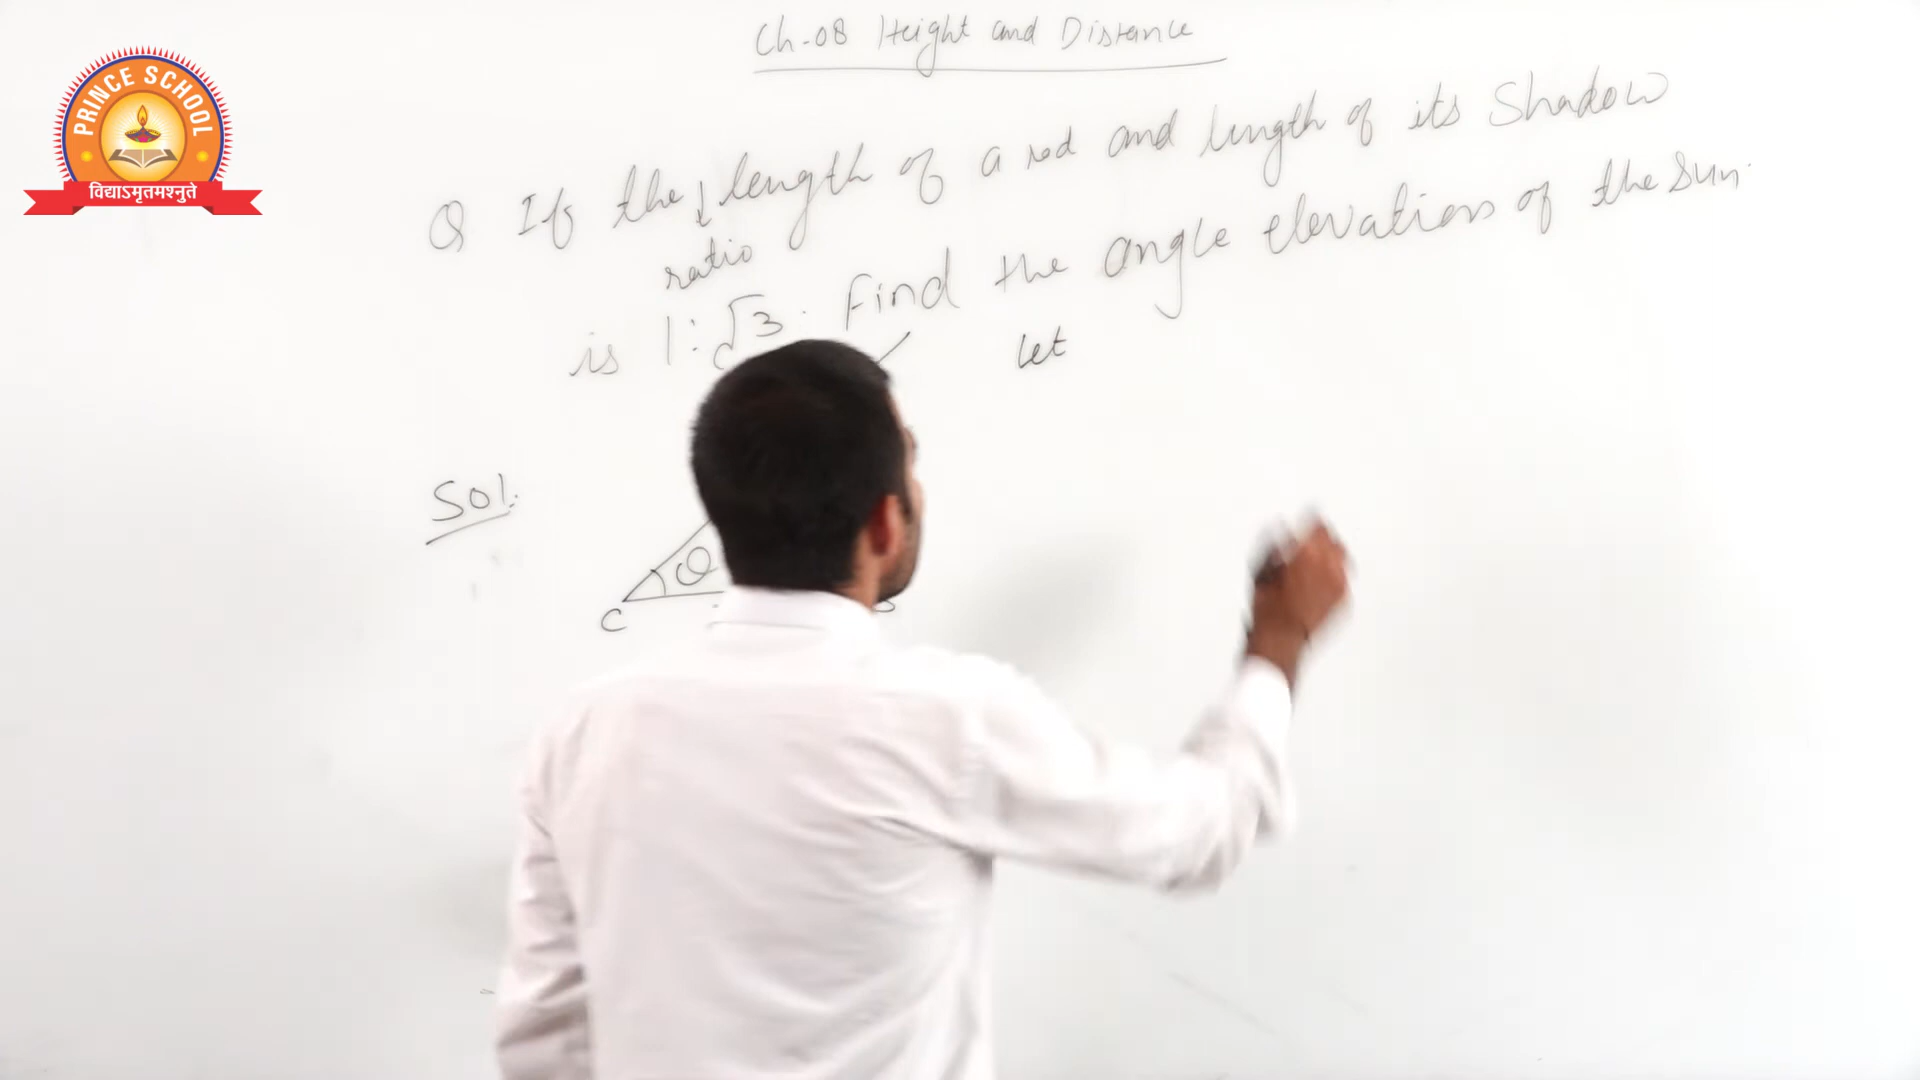 PRINCE SCHOOL
विद्याऽमृतमश्नुते
Ch-08 Height and Distance
Q If the length of a rod and length of its Shadow
ratio
is 1:√3. Find the angle elevation of the Sun.
Let
Sol.
θ
C